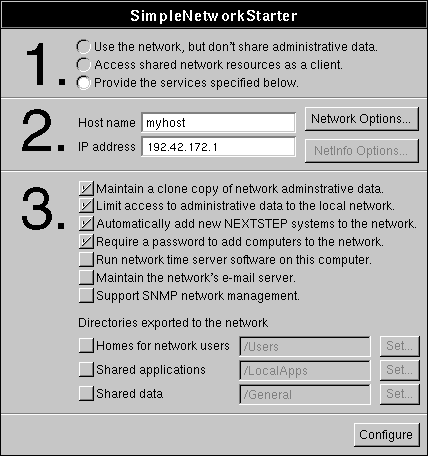 SimpleNetworkStarter
1.
Use the network, but don't share administrative data.
Access shared network resources as a client.
Provide the services specified below.
2.
Host name myhost Network Options...
IP address 192.42.172.1 NetInfo Options...
3.
Maintain a clone copy of network adminstrative data.
Limit access to administrative data to the local network.
Automatically add new NEXTSTEP systems to the network.
Require a password to add computers to the network.
Run network time server software on this computer.
Maintain the network's e-mail server.
Support SNMP network management.
Directories exported to the network
Homes for network users /Users Set...
Shared applications /LocalApps Set...
Shared data /General Set...
Configure